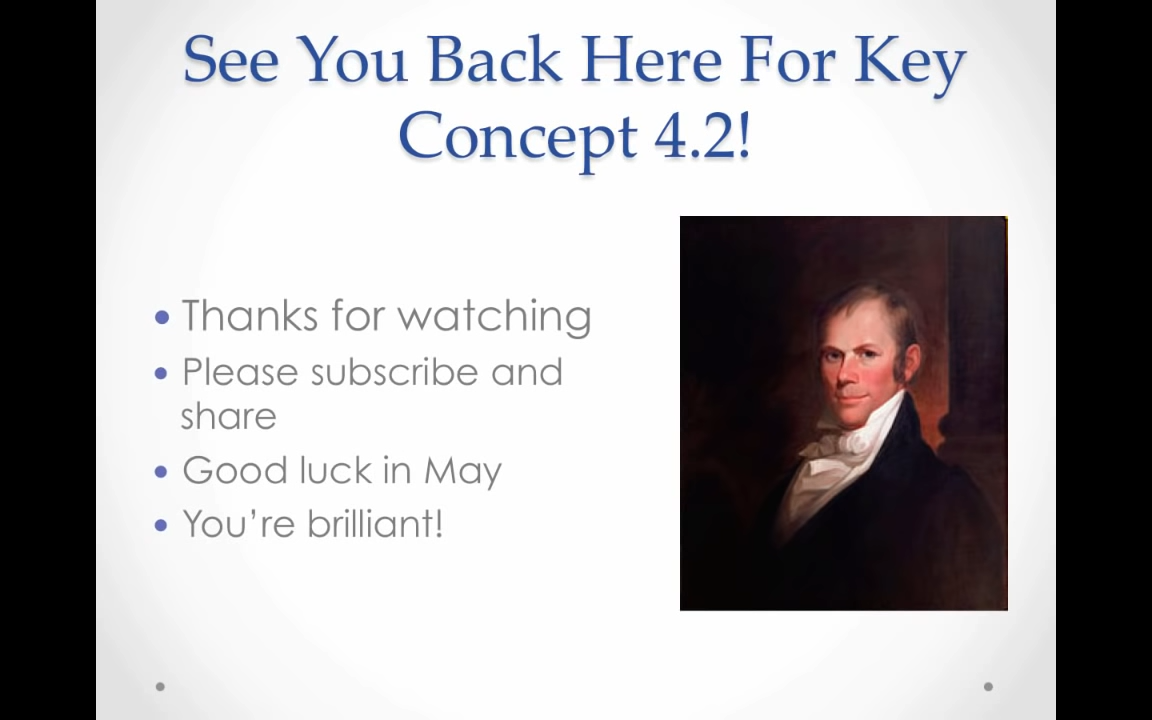 See You Back Here For Key
Concept 4.2!
• Thanks for watching
• Please subscribe and
share
• Good luck in May
• You’re brilliant!